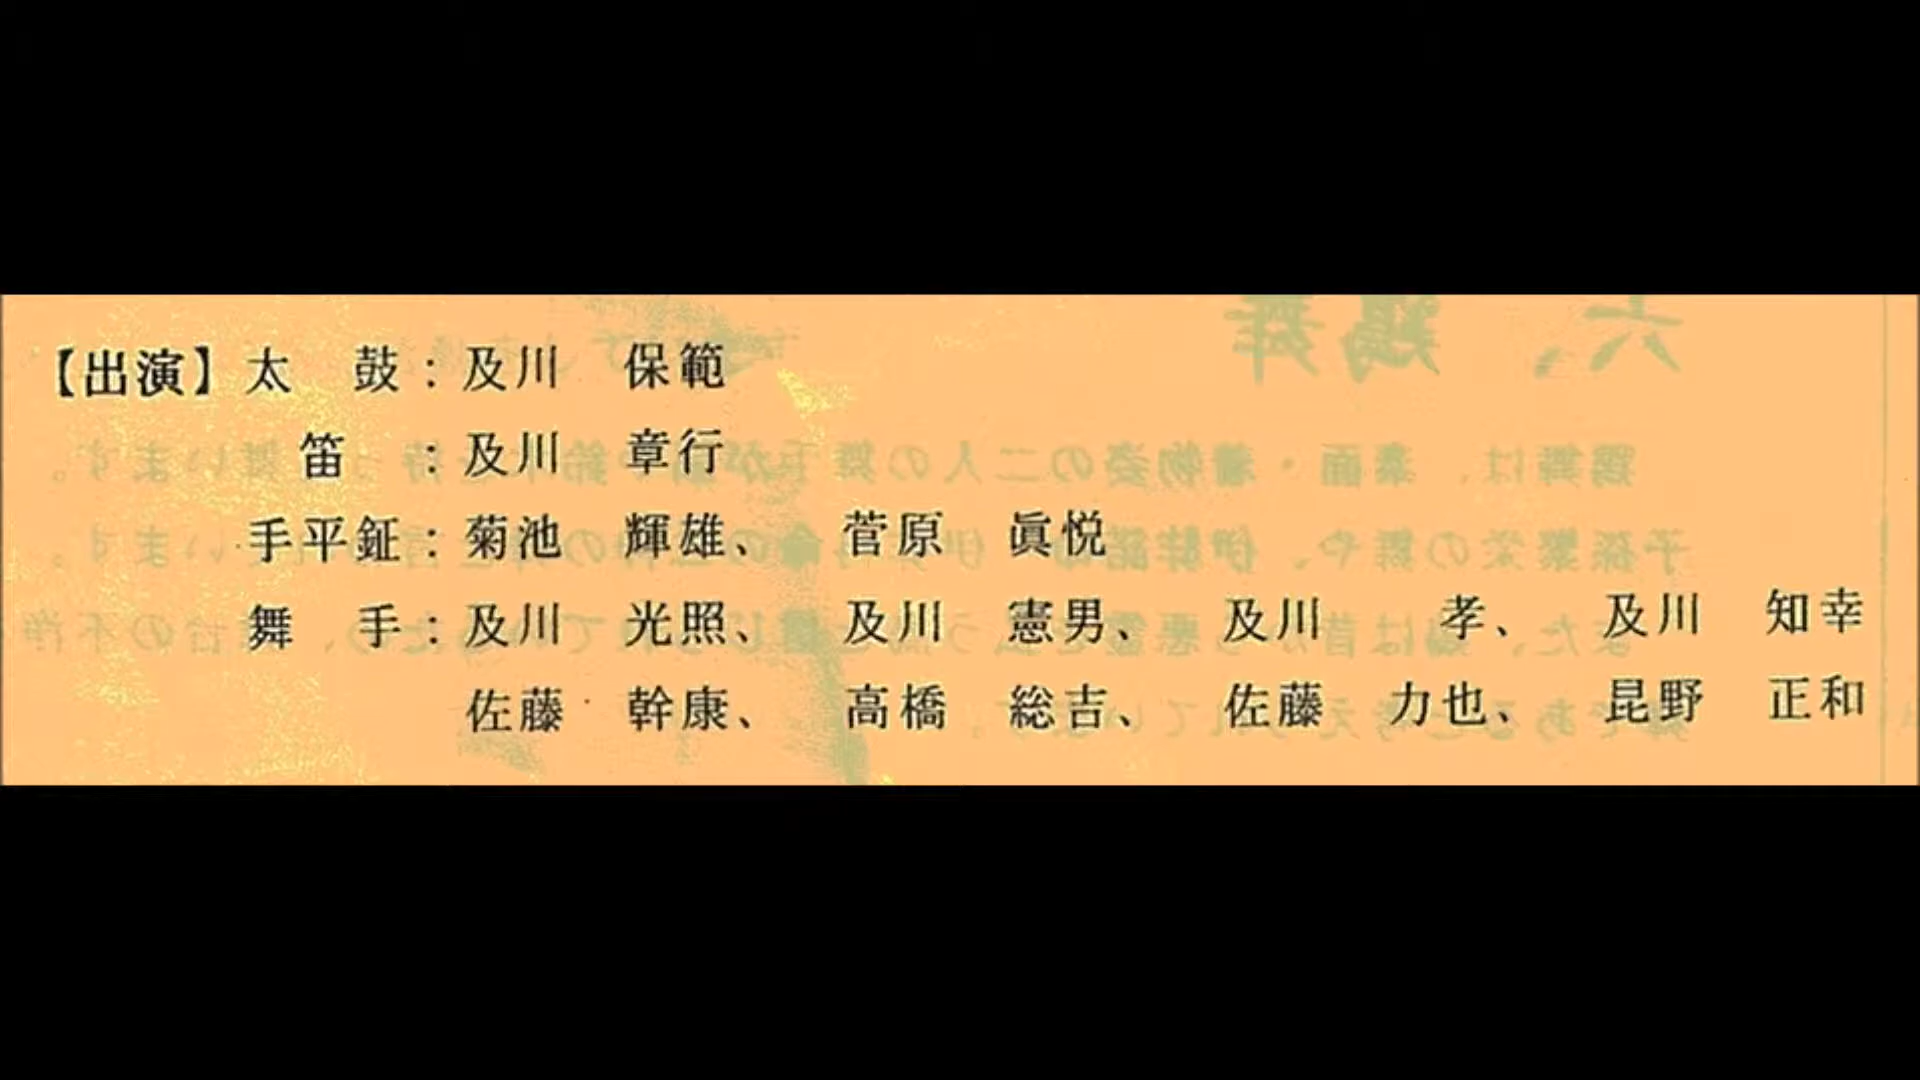 【出演】太　鼓：及川　保範
笛　：及川　章行
手平鉦：菊池　輝雄、　菅原　眞悦
舞　手：及川　光照、　及川　憲男、　及川　　孝、　及川　知幸
佐藤　幹康、　高橋　総吉、　佐藤　力也、　昆野　正和